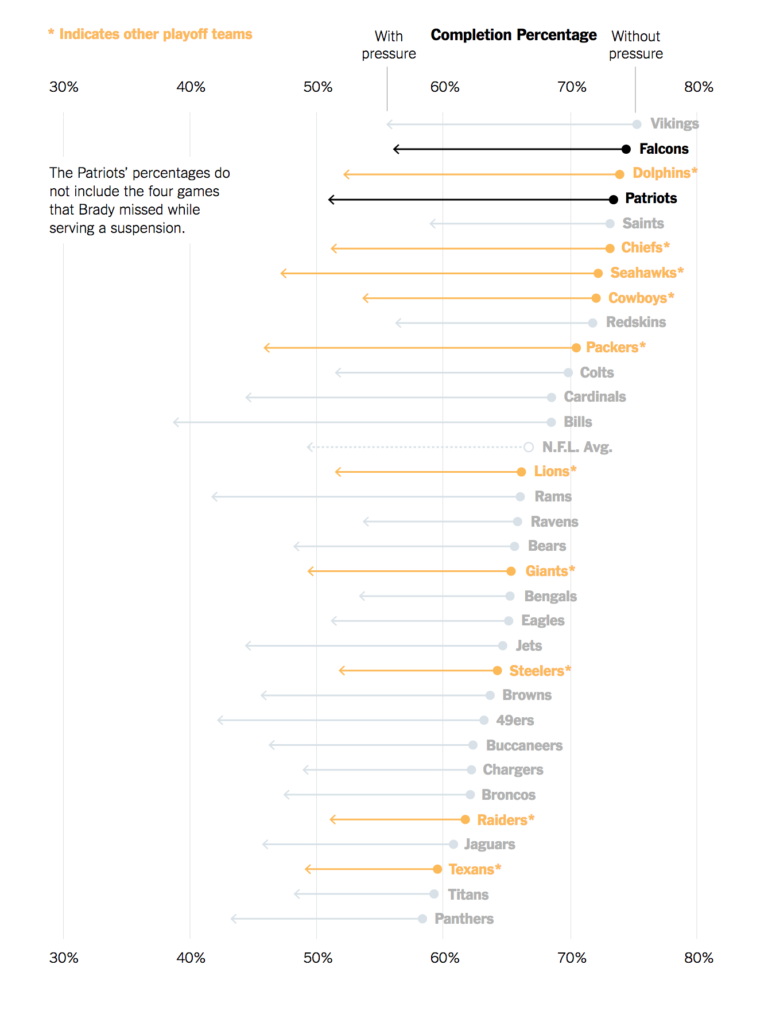 * Indicates other playoff teams
With pressure
Completion Percentage
Without pressure
30% 40% 50% 60% 70% 80%
Vikings
Falcons
The Patriots’ percentages do
not include the four games
that Brady missed while
serving a suspension.
Dolphins*
Patriots
Saints
Chiefs*
Seahawks*
Cowboys*
Redskins
Packers*
Colts
Cardinals
Bills
N.F.L. Avg.
Lions*
Rams
Ravens
Bears
Giants*
Bengals
Eagles
Jets
Steelers*
Browns
49ers
Buccaneers
Chargers
Broncos
Raiders*
Jaguars
Texans*
Titans
Panthers
30% 40% 50% 60% 70% 80%